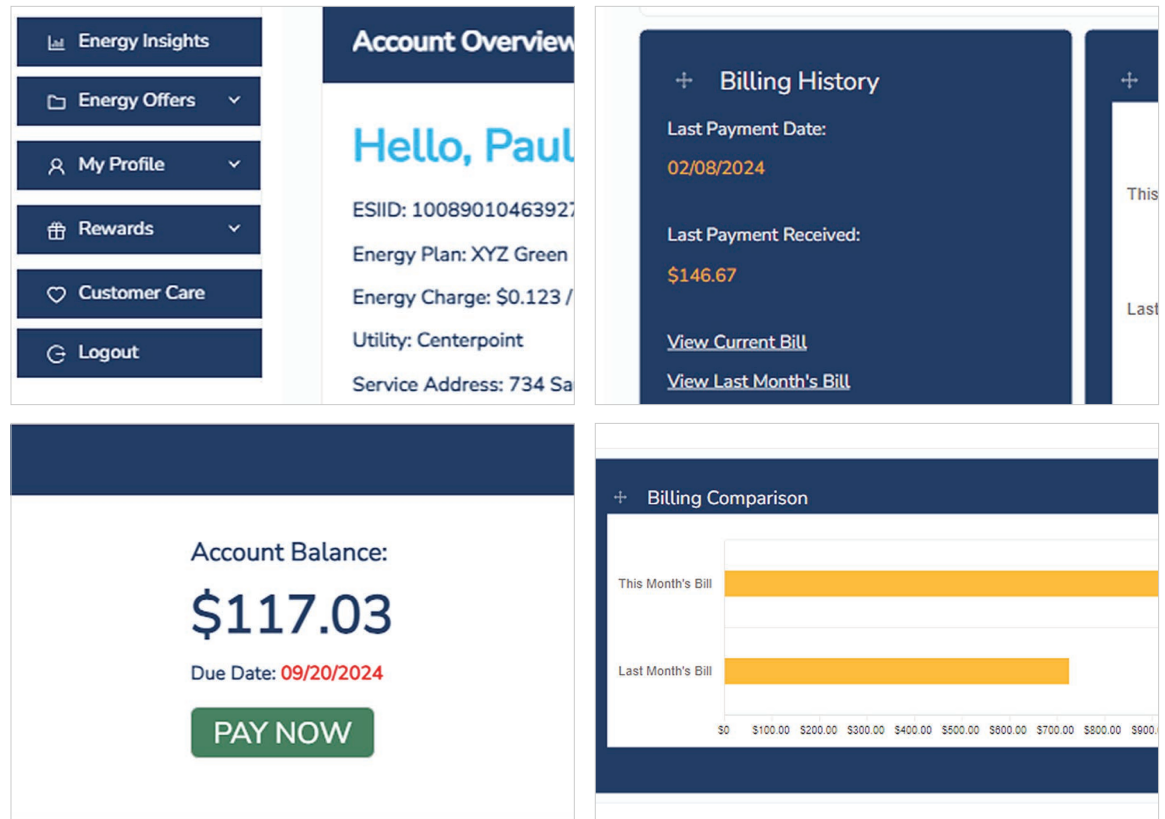 Energy Insights
Energy Offers
My Profile
Rewards
Customer Care
Logout
Account Overview
Hello, Paul
ESIID: 10089010463927
Energy Plan: XYZ Green
Energy Charge: $0.123 /
Utility: Centerpoint
Service Address: 734 Sa
Billing History
Last Payment Date:
02/08/2024
Last Payment Received:
$146.67
View Current Bill
View Last Month's Bill
This
Last
Account Balance:
$117.03
Due Date: 09/20/2024
PAY NOW
Billing Comparison
This Month's Bill
Last Month's Bill
$0 $100.00 $200.00 $300.00 $400.00 $500.00 $600.00 $700.00 $800.00 $900.